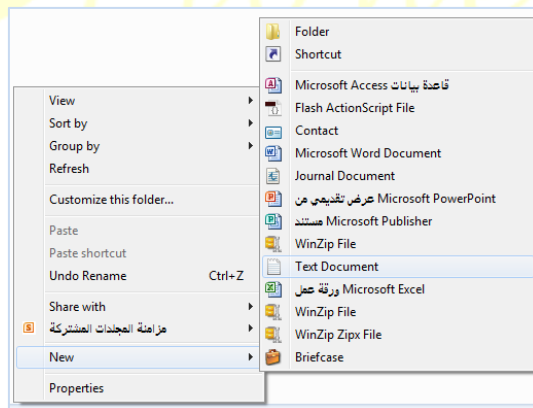 View
Sort by
Group by
Refresh
Customize this folder...
Paste
Paste shortcut
Undo Rename Ctrl+Z
Share with
مزامنة المجلدات المشتركة
New
Properties
Folder
Shortcut
قاعدة بيانات Microsoft Access
Flash ActionScript File
Contact
Microsoft Word Document
Journal Document
عرض تقديمي من Microsoft PowerPoint
مستند Microsoft Publisher
WinZip File
Text Document
ورقة عمل Microsoft Excel
WinZip File
WinZip Zipx File
Briefcase